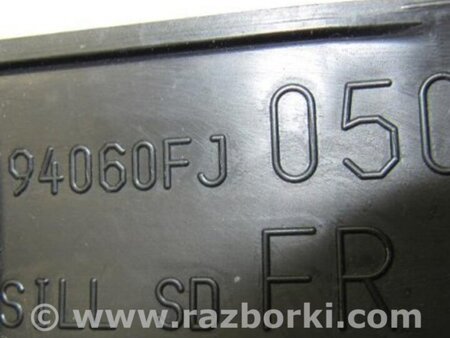 94060FJ 050
SILL SD FR
www.razborki.com